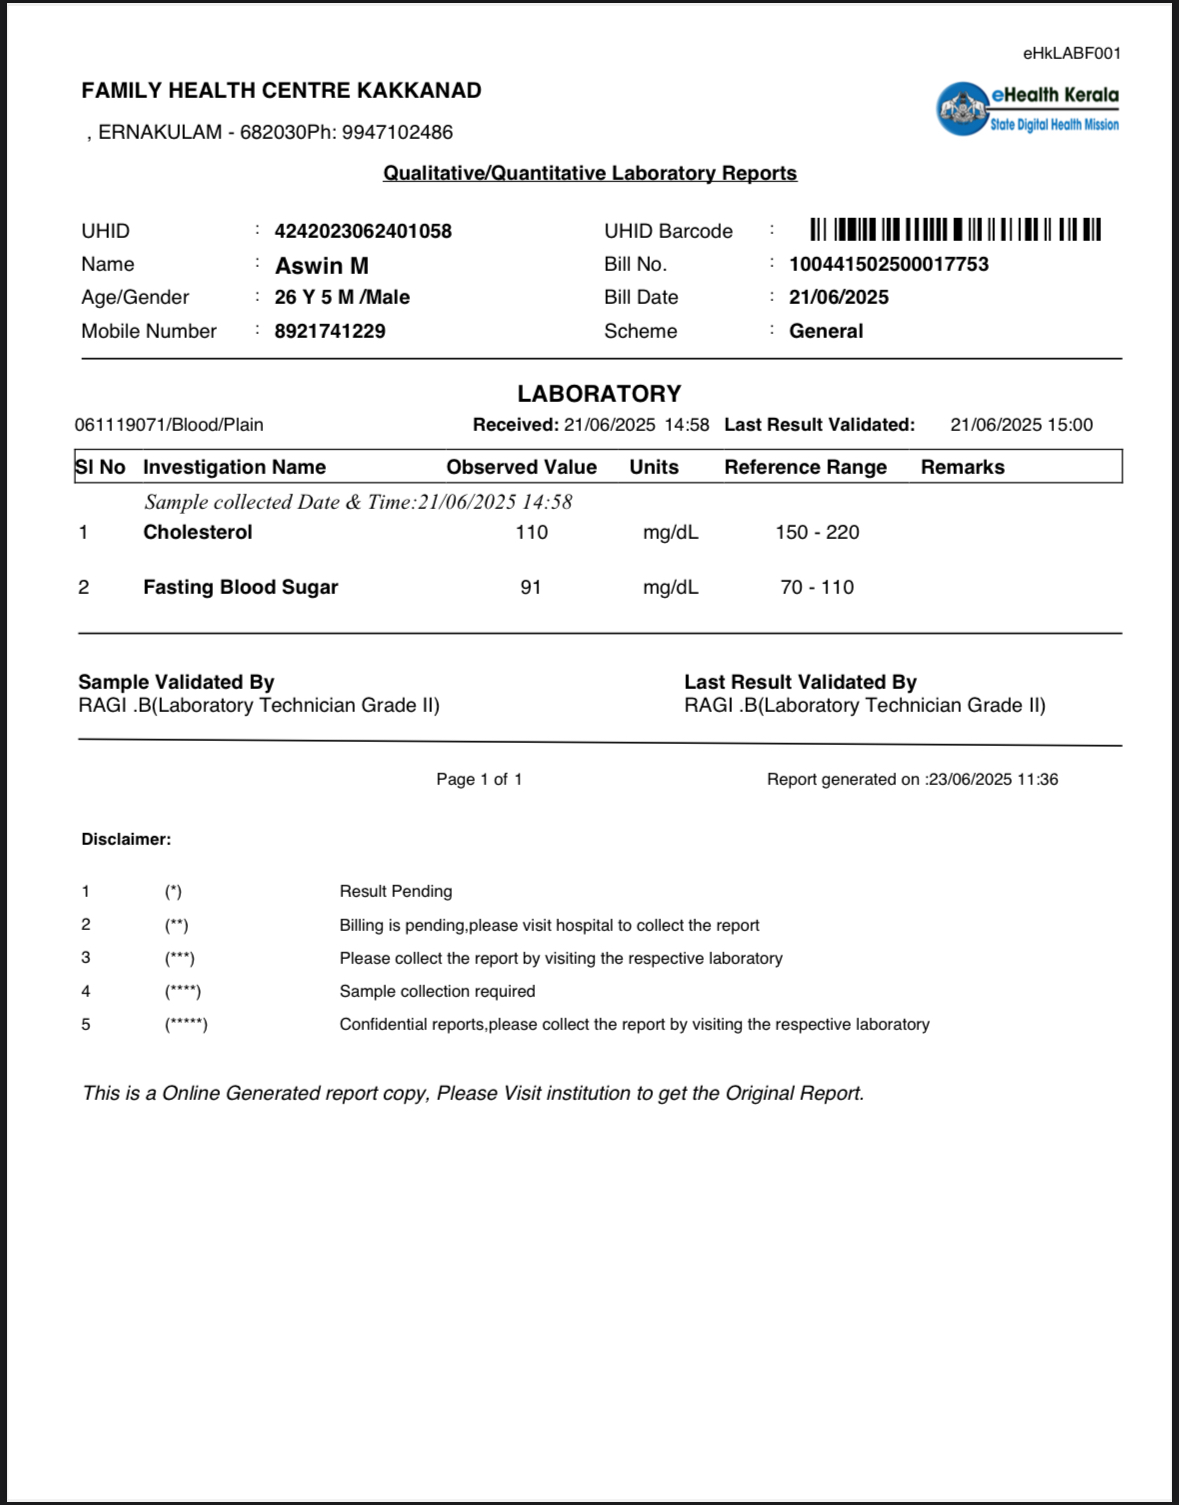 eHkLABF001
FAMILY HEALTH CENTRE KAKKANAD
eHealth Kerala
State Digital Health Mission
, ERNAKULAM - 682030Ph: 9947102486
Qualitative/Quantitative Laboratory Reports
UHID : 4242023062401058 UHID Barcode :
Name : Aswin M Bill No. : 100441502500017753
Age/Gender : 26 Y 5 M /Male Bill Date : 21/06/2025
Mobile Number : 8921741229 Scheme : General
LABORATORY
061119071/Blood/Plain Received: 21/06/2025 14:58 Last Result Validated: 21/06/2025 15:00
Sl No Investigation Name Observed Value Units Reference Range Remarks
Sample collected Date & Time:21/06/2025 14:58
1 Cholesterol 110 mg/dL 150 - 220
2 Fasting Blood Sugar 91 mg/dL 70 - 110
Sample Validated By Last Result Validated By
RAGI .B(Laboratory Technician Grade II) RAGI .B(Laboratory Technician Grade II)
Page 1 of 1 Report generated on :23/06/2025 11:36
Disclaimer:
1 (*) Result Pending
2 (**) Billing is pending,please visit hospital to collect the report
3 (***) Please collect the report by visiting the respective laboratory
4 (****) Sample collection required
5 (*****) Confidential reports,please collect the report by visiting the respective laboratory
This is a Online Generated report copy, Please Visit institution to get the Original Report.